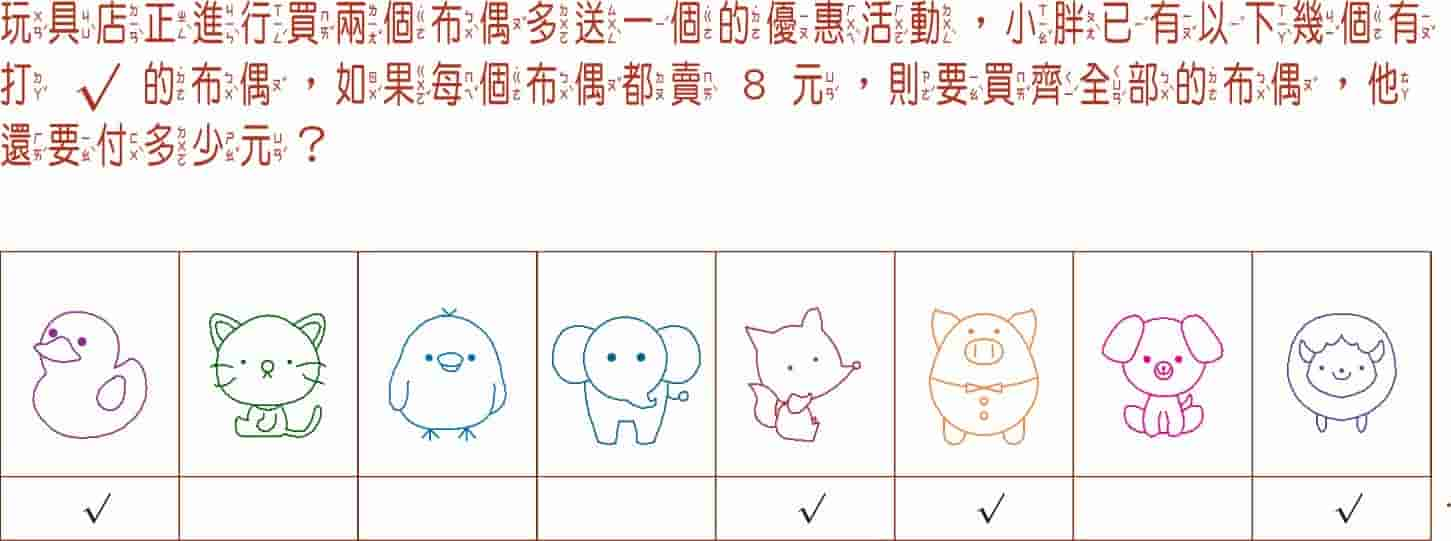 玩具店正進行買兩個布偶多送一個的優惠活動，小胖已有以下幾個有
打 √ 的布偶，如果每個布偶都賣 8 元，則要買齊全部的布偶，他
還要付多少元？
√ √ √ √